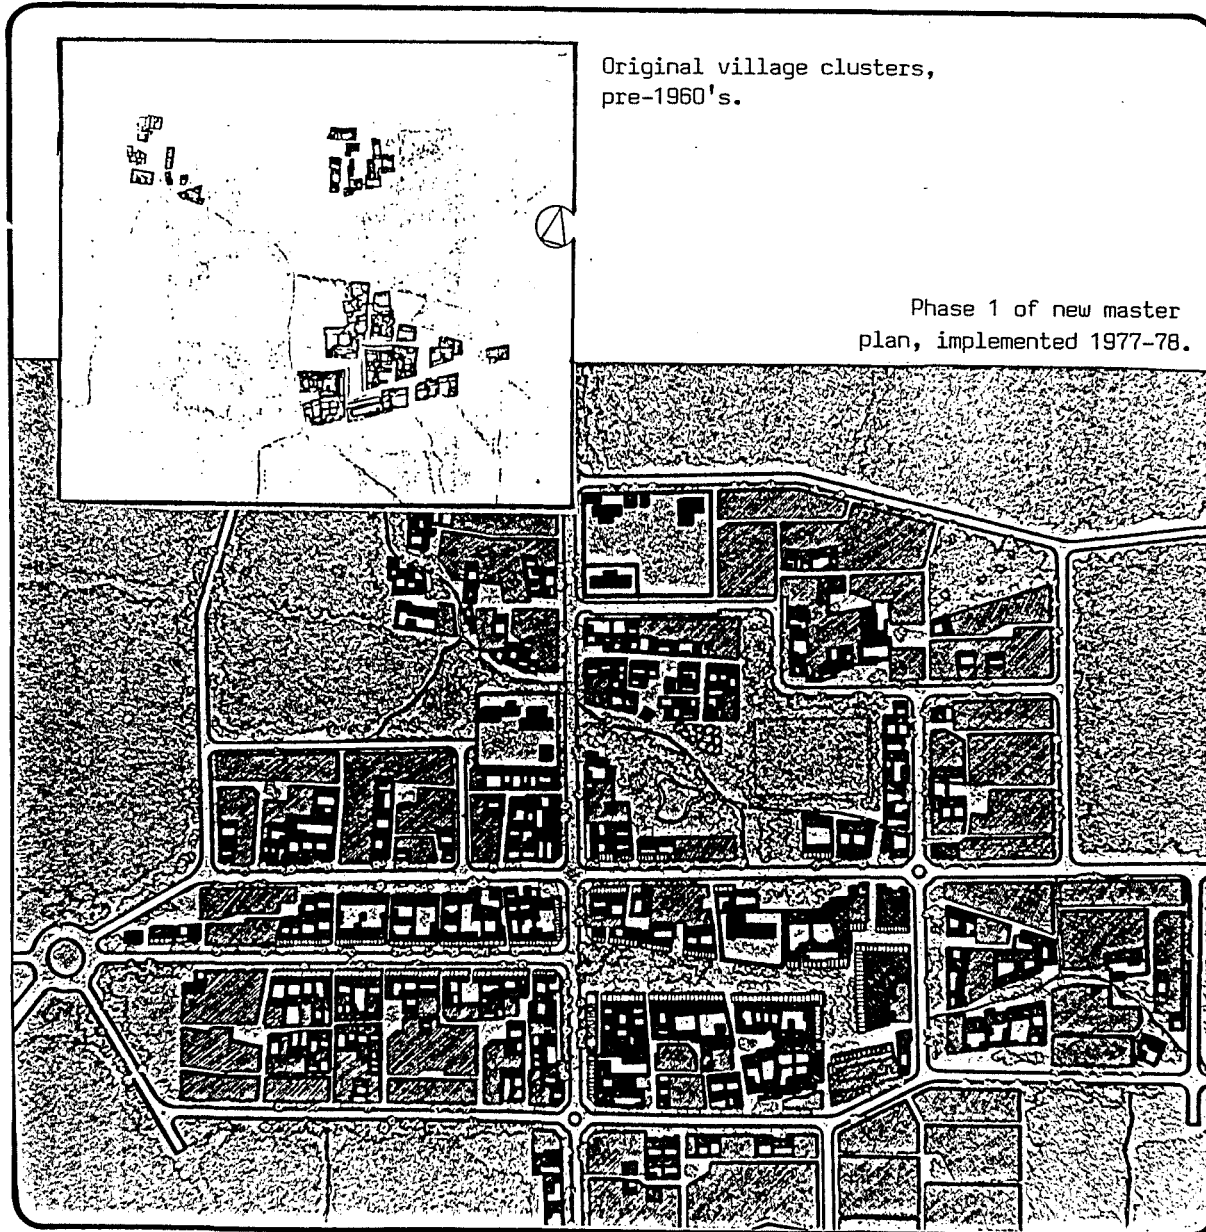 Original village clusters,
pre-1960's.
Phase 1 of new master
plan, implemented 1977-78.